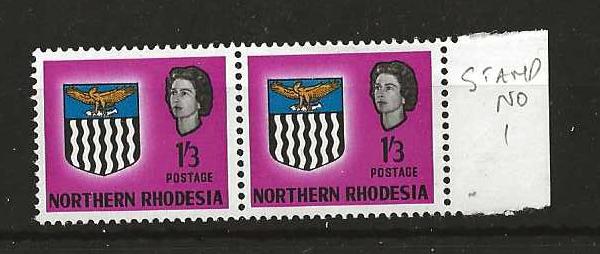 1'3
POSTAGE
NORTHERN RHODESIA
1'3
POSTAGE
NORTHERN RHODESIA
STAMP
NO
1